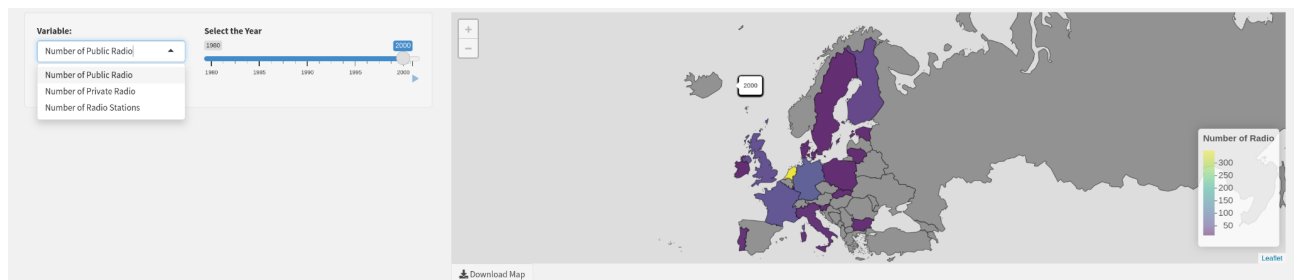 Variable:
Number of Public Radio
Number of Public Radio
Number of Private Radio
Number of Radio Stations
Select the Year
1980
2000
1980 1985 1990 1995 2000
+
−
2000
Number of Radio
300
250
200
150
100
50
Leaflet
Download Map